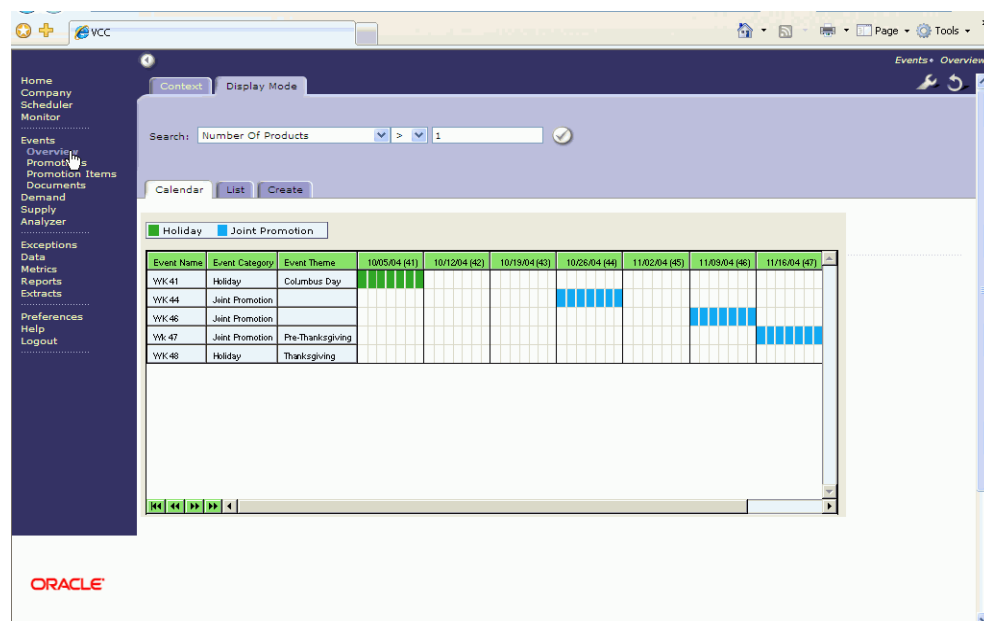 VCC
Page
Tools
Events • Overview
Home
Company
Scheduler
Monitor
Events
Overview
Promotion Items
Documents
Demand
Supply
Analyzer
Exceptions
Data
Metrics
Reports
Extracts
Preferences
Help
Logout
Context Display Mode
Search: Number Of Products > 1
Calendar List Create
Holiday Joint Promotion
Event Name Event Category Event Theme 10/05/04 (41) 10/12/04 (42) 10/19/04 (43) 10/26/04 (44) 11/02/04 (45) 11/09/04 (46) 11/16/04 (47)
WK41 Holiday Columbus Day
WK 44 Joint Promotion
WK 46 Joint Promotion
Wk 47 Joint Promotion Pre-Thanksgiving
WK 48 Holiday Thanksgiving
ORACLE